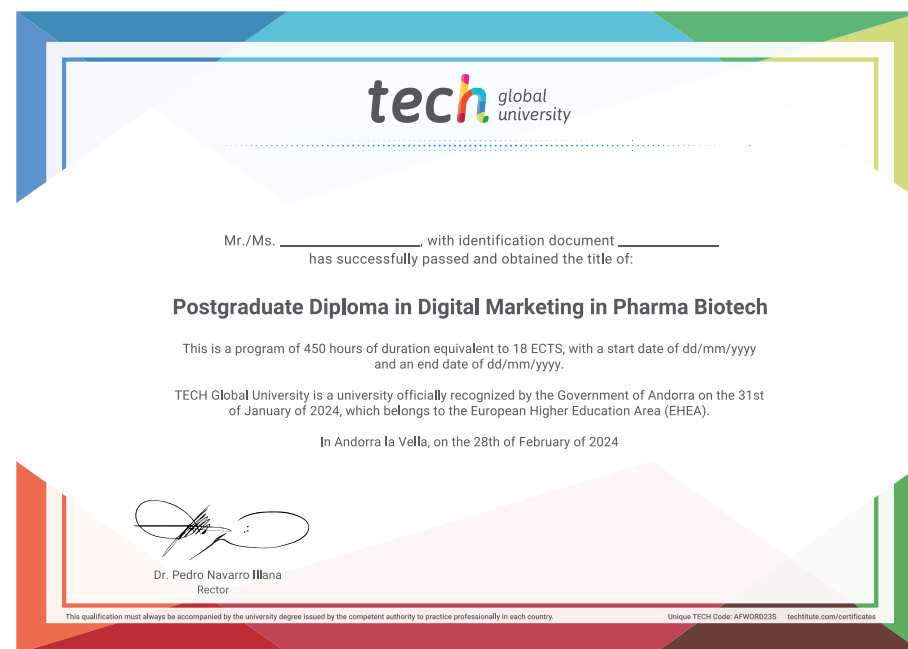 tech global university
Mr./Ms. ____________________, with identification document ______________
has successfully passed and obtained the title of:
Postgraduate Diploma in Digital Marketing in Pharma Biotech
This is a program of 450 hours of duration equivalent to 18 ECTS, with a start date of dd/mm/yyyy
and an end date of dd/mm/yyyy.
TECH Global University is a university officially recognized by the Government of Andorra on the 31st
of January of 2024, which belongs to the European Higher Education Area (EHEA).
In Andorra la Vella, on the 28th of February of 2024
Dr. Pedro Navarro Illana
Rector
This qualification must always be accompanied by the university degree issued by the competent authority to practice professionally in each country.
Unique TECH Code: AFWORD23S techtitute.com/certificates